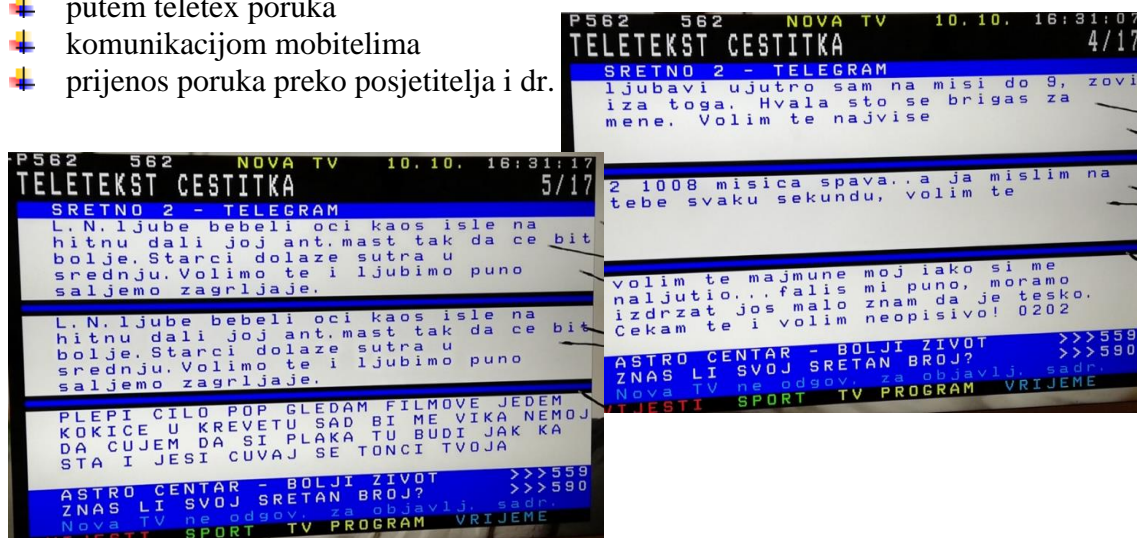 putem teletex poruka
komunikacijom mobitelima
prijenos poruka preko posjetitelja i dr.
P562 562 NOVA TV 10.10. 16:31:07
TELETEKST CESTITKA 4/17
SRETNO 2 - TELEGRAM
ljubavi ujutro sam na misi do 9, zovi
iza toga. Hvala sto se brigas za
mene. Volim te najvise
2 1008 misica spava..a ja mislim na
tebe svaku sekundu, volim te
volim te majmune moj iako si me
naljutio...falis mi puno, moramo
izdrzat jos malo znam da je tesko.
Cekam te i volim neopisivo! 0202
ASTRO CENTAR - BOLJI ZIVOT >>>559
ZNAS LI SVOJ SRETAN BROJ? >>>590
Nova TV ne odgov. za objavlj. sadr.
VIJESTI SPORT TV PROGRAM VRIJEME
P562 562 NOVA TV 10.10. 16:31:17
TELETEKST CESTITKA 5/17
SRETNO 2 - TELEGRAM
L.N.ljube bebeli oci kaos isle na
hitnu dali joj ant.mast tak da ce bit
bolje.Starci dolaze sutra u
srednju.Volimo te i ljubimo puno
saljemo zagrljaje.
L.N.ljube bebeli oci kaos isle na
hitnu dali joj ant.mast tak da ce bit
bolje.Starci dolaze sutra u
srednju.Volimo te i ljubimo puno
saljemo zagrljaje.
PLEPI CILO POP GLEDAM FILMOVE JEDEM
KOKICE U KREVETU SAD BI ME VIKA NEMOJ
DA CUJEM DA SI PLAKA TU BUDI JAK KA
STA I JESI CUVAJ SE TONCI TVOJA
ASTRO CENTAR - BOLJI ZIVOT >>>559
ZNAS LI SVOJ SRETAN BROJ? >>>590
Nova TV ne odgov. za objavlj. sadr.
VIJESTI SPORT TV PROGRAM VRIJEME